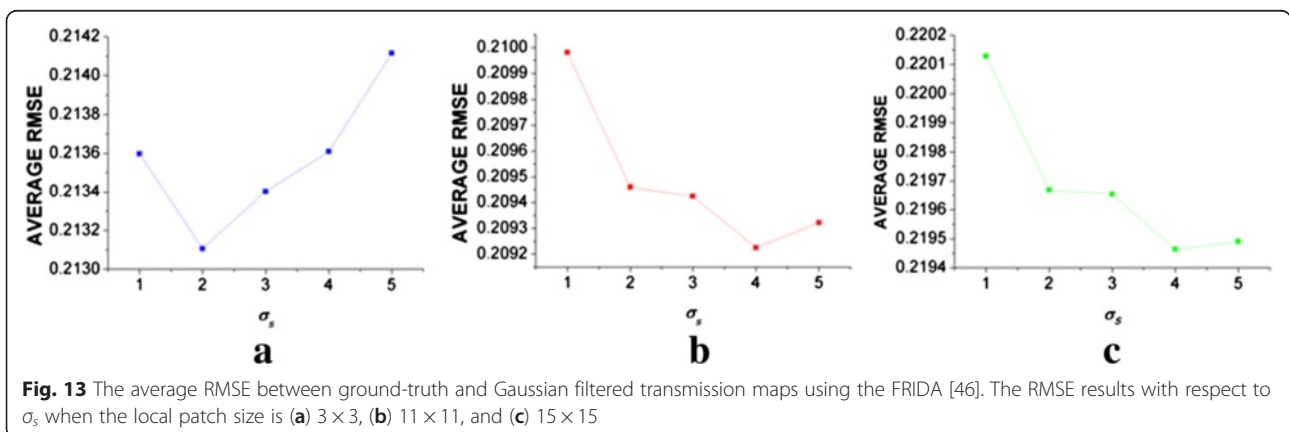 0.2142
0.2140
0.2138
0.2136
0.2134
0.2132
0.2130
AVERAGE RMSE
1 2 3 4 5
σs
a
0.2100
0.2099
0.2098
0.2097
0.2096
0.2095
0.2094
0.2093
0.2092
AVERAGE RMSE
1 2 3 4 5
σs
b
0.2202
0.2201
0.2200
0.2199
0.2198
0.2197
0.2196
0.2195
0.2194
AVERAGE RMSE
1 2 3 4 5
σs
c
Fig. 13 The average RMSE between ground-truth and Gaussian filtered transmission maps using the FRIDA [46]. The RMSE results with respect to
σs when the local patch size is (a) 3 × 3, (b) 11 × 11, and (c) 15 × 15